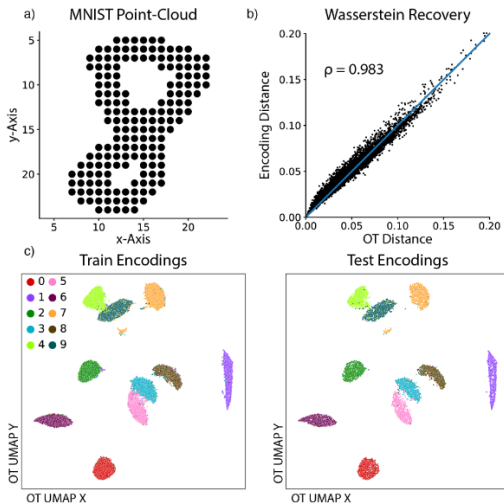 a) MNIST Point-Cloud
5
10
15
20
y-Axis
5 10 15 20
x-Axis
b) Wasserstein Recovery
0.20
0.15
0.10
0.05
0.00
ρ = 0.983
Encoding Distance
0.00 0.05 0.10 0.15 0.20
OT Distance
c) Train Encodings
0 5
1 6
2 7
3 8
4 9
OT UMAP Y
OT UMAP X
Test Encodings
OT UMAP Y
OT UMAP X